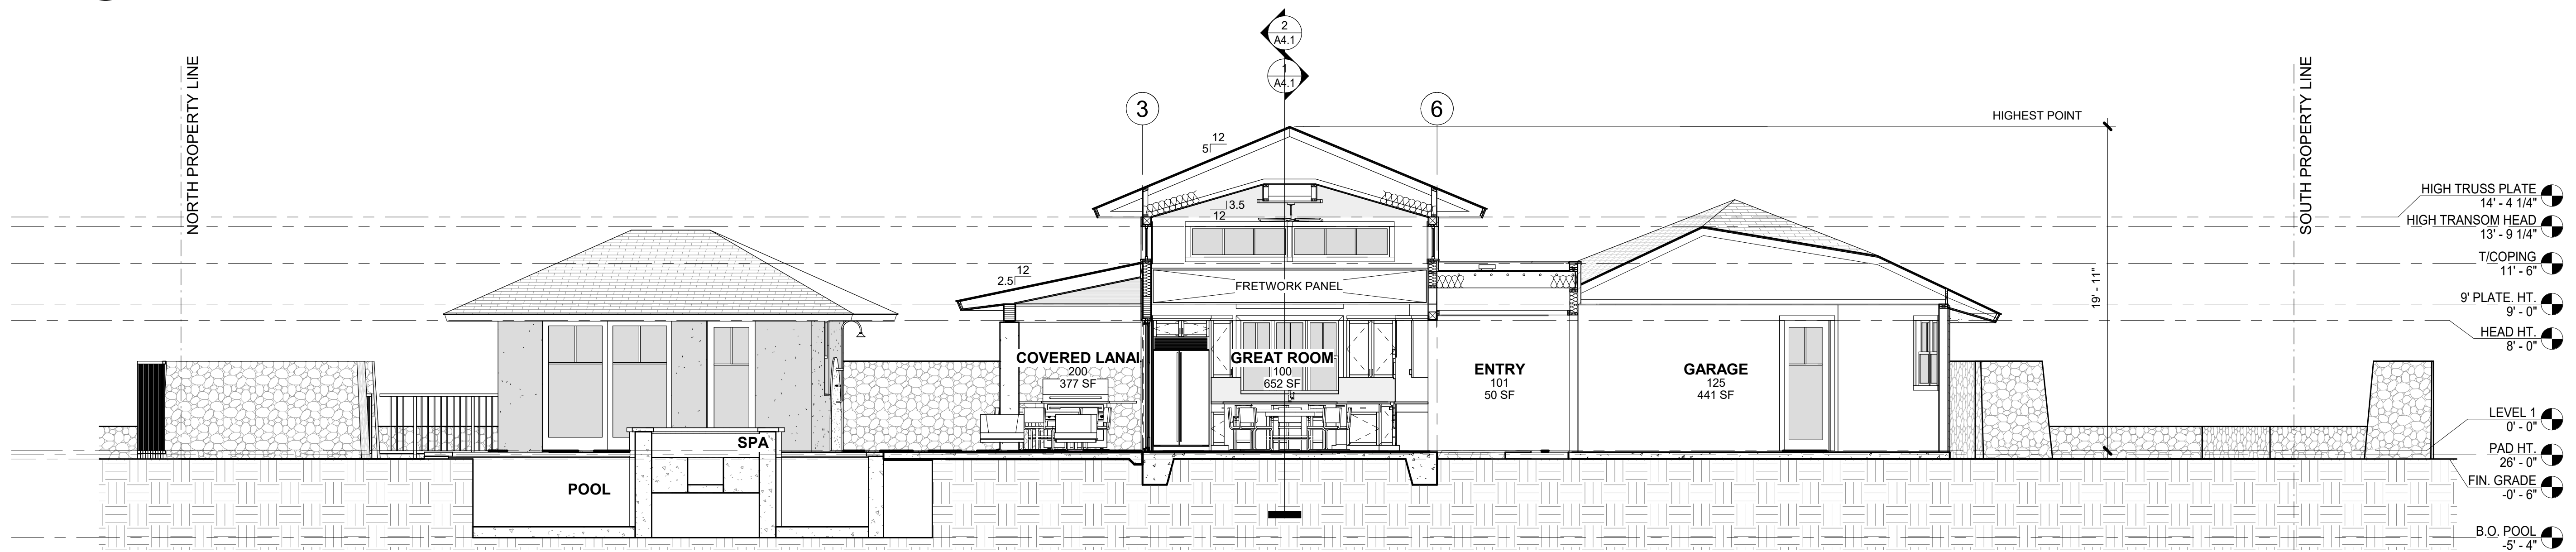 2
A4.1
1
A4.1
NORTH PROPERTY LINE
3
6
HIGHEST POINT
SOUTH PROPERTY LINE
12
5
3.5
12
12
2.5
FRETWORK PANEL
19' - 11"
HIGH TRUSS PLATE
14' - 4 1/4"
HIGH TRANSOM HEAD
13' - 9 1/4"
T/COPING
11' - 6"
9' PLATE. HT.
9' - 0"
HEAD HT.
8' - 0"
COVERED LANAI
200
377 SF
GREAT ROOM
100
652 SF
ENTRY
101
50 SF
GARAGE
125
441 SF
SPA
POOL
LEVEL 1
0' - 0"
PAD HT.
26' - 0"
FIN. GRADE
-0' - 6"
B.O. POOL
-5' - 4"